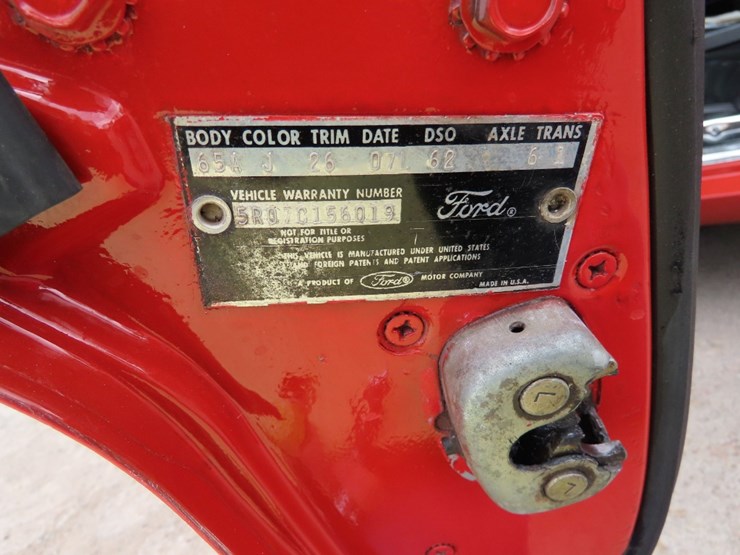 BODY COLOR TRIM DATE DSO AXLE TRANS
65A J 26 07L 62 6 1
VEHICLE WARRANTY NUMBER
5R07C156019 Ford®
NOT FOR TITLE OR
REGISTRATION PURPOSES
THIS VEHICLE IS MANUFACTURED UNDER UNITED STATES
AND FOREIGN PATENTS AND PATENT APPLICATIONS
A PRODUCT OF Ford® MOTOR COMPANY MADE IN U.S.A.